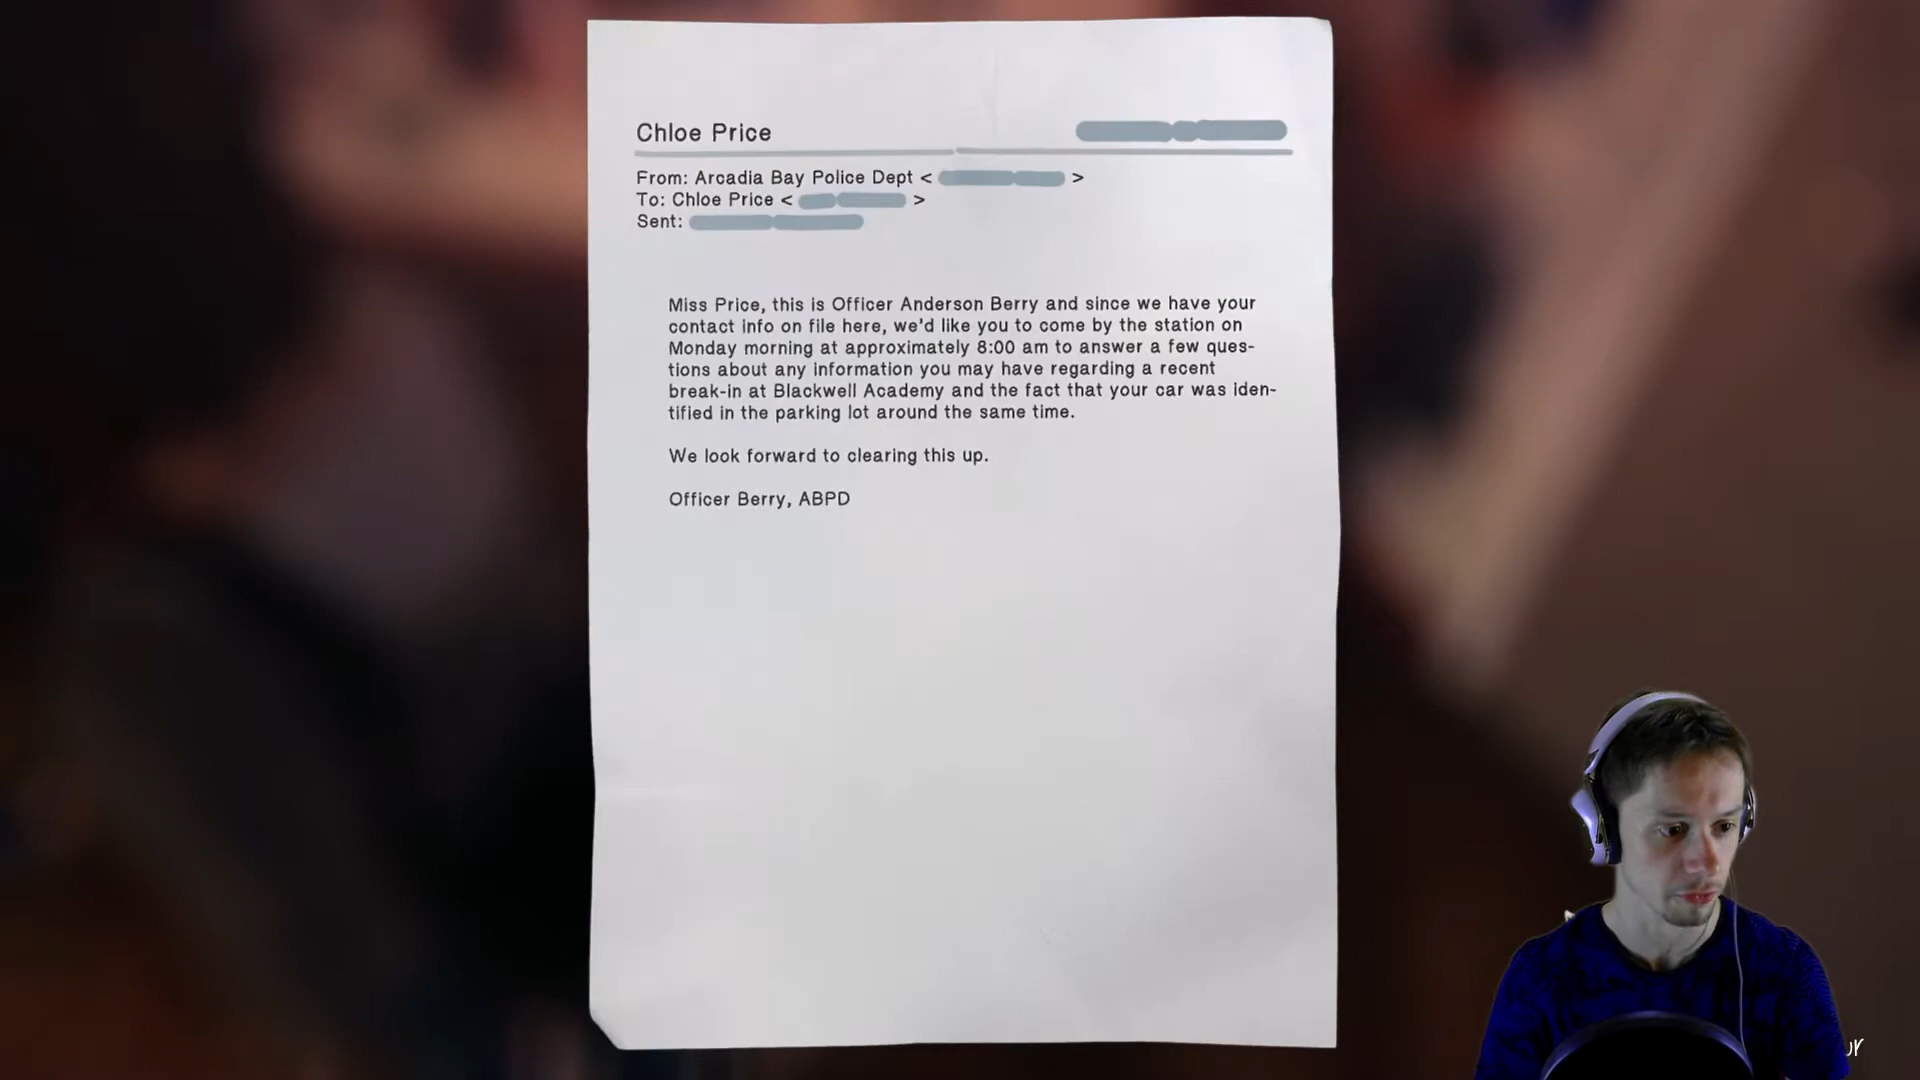 Chloe Price
From: Arcadia Bay Police Dept < >
To: Chloe Price < >
Sent:
Miss Price, this is Officer Anderson Berry and since we have your
contact info on file here, we'd like you to come by the station on
Monday morning at approximately 8:00 am to answer a few ques-
tions about any information you may have regarding a recent
break-in at Blackwell Academy and the fact that your car was iden-
tified in the parking lot around the same time.
We look forward to clearing this up.
Officer Berry, ABPD